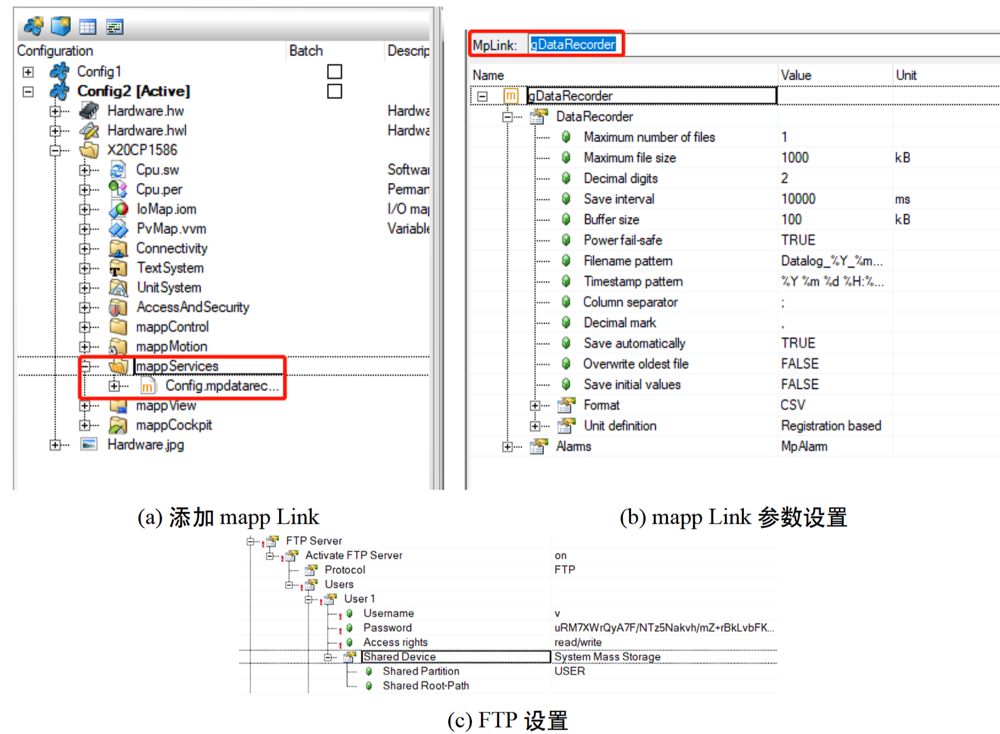 Configuration Batch Descrip
Config1
Config2 [Active]
Hardware.hw Hardwa
Hardware.hwl Hardwa
X20CP1586
Cpu.sw Softwar
Cpu.per Perman
IoMap.iom I/O map
PvMap.vvm Variable
Connectivity
TextSystem
UnitSystem
AccessAndSecurity
mappControl
mappMotion
mappServices
Config.mpdatarec...
mappView
mappCockpit
Hardware.jpg
(a) 添加 mapp Link
MpLink: gDataRecorder
Name Value Unit
gDataRecorder
DataRecorder
Maximum number of files 1
Maximum file size 1000 kB
Decimal digits 2
Save interval 10000 ms
Buffer size 100 kB
Power fail-safe TRUE
Filename pattern Datalog_%Y_%m...
Timestamp pattern %Y %m %d %H:%...
Column separator ;
Decimal mark ,
Save automatically TRUE
Overwrite oldest file FALSE
Save initial values FALSE
Format CSV
Unit definition Registration based
Alarms MpAlarm
(b) mapp Link 参数设置
FTP Server
Activate FTP Server on
Protocol FTP
Users
User 1
Username v
Password uRM7XWrQyA7F/NTz5Nakvh/mZ+rBkLvbFK...
Access rights read/write
Shared Device System Mass Storage
Shared Partition USER
Shared Root-Path
(c) FTP 设置